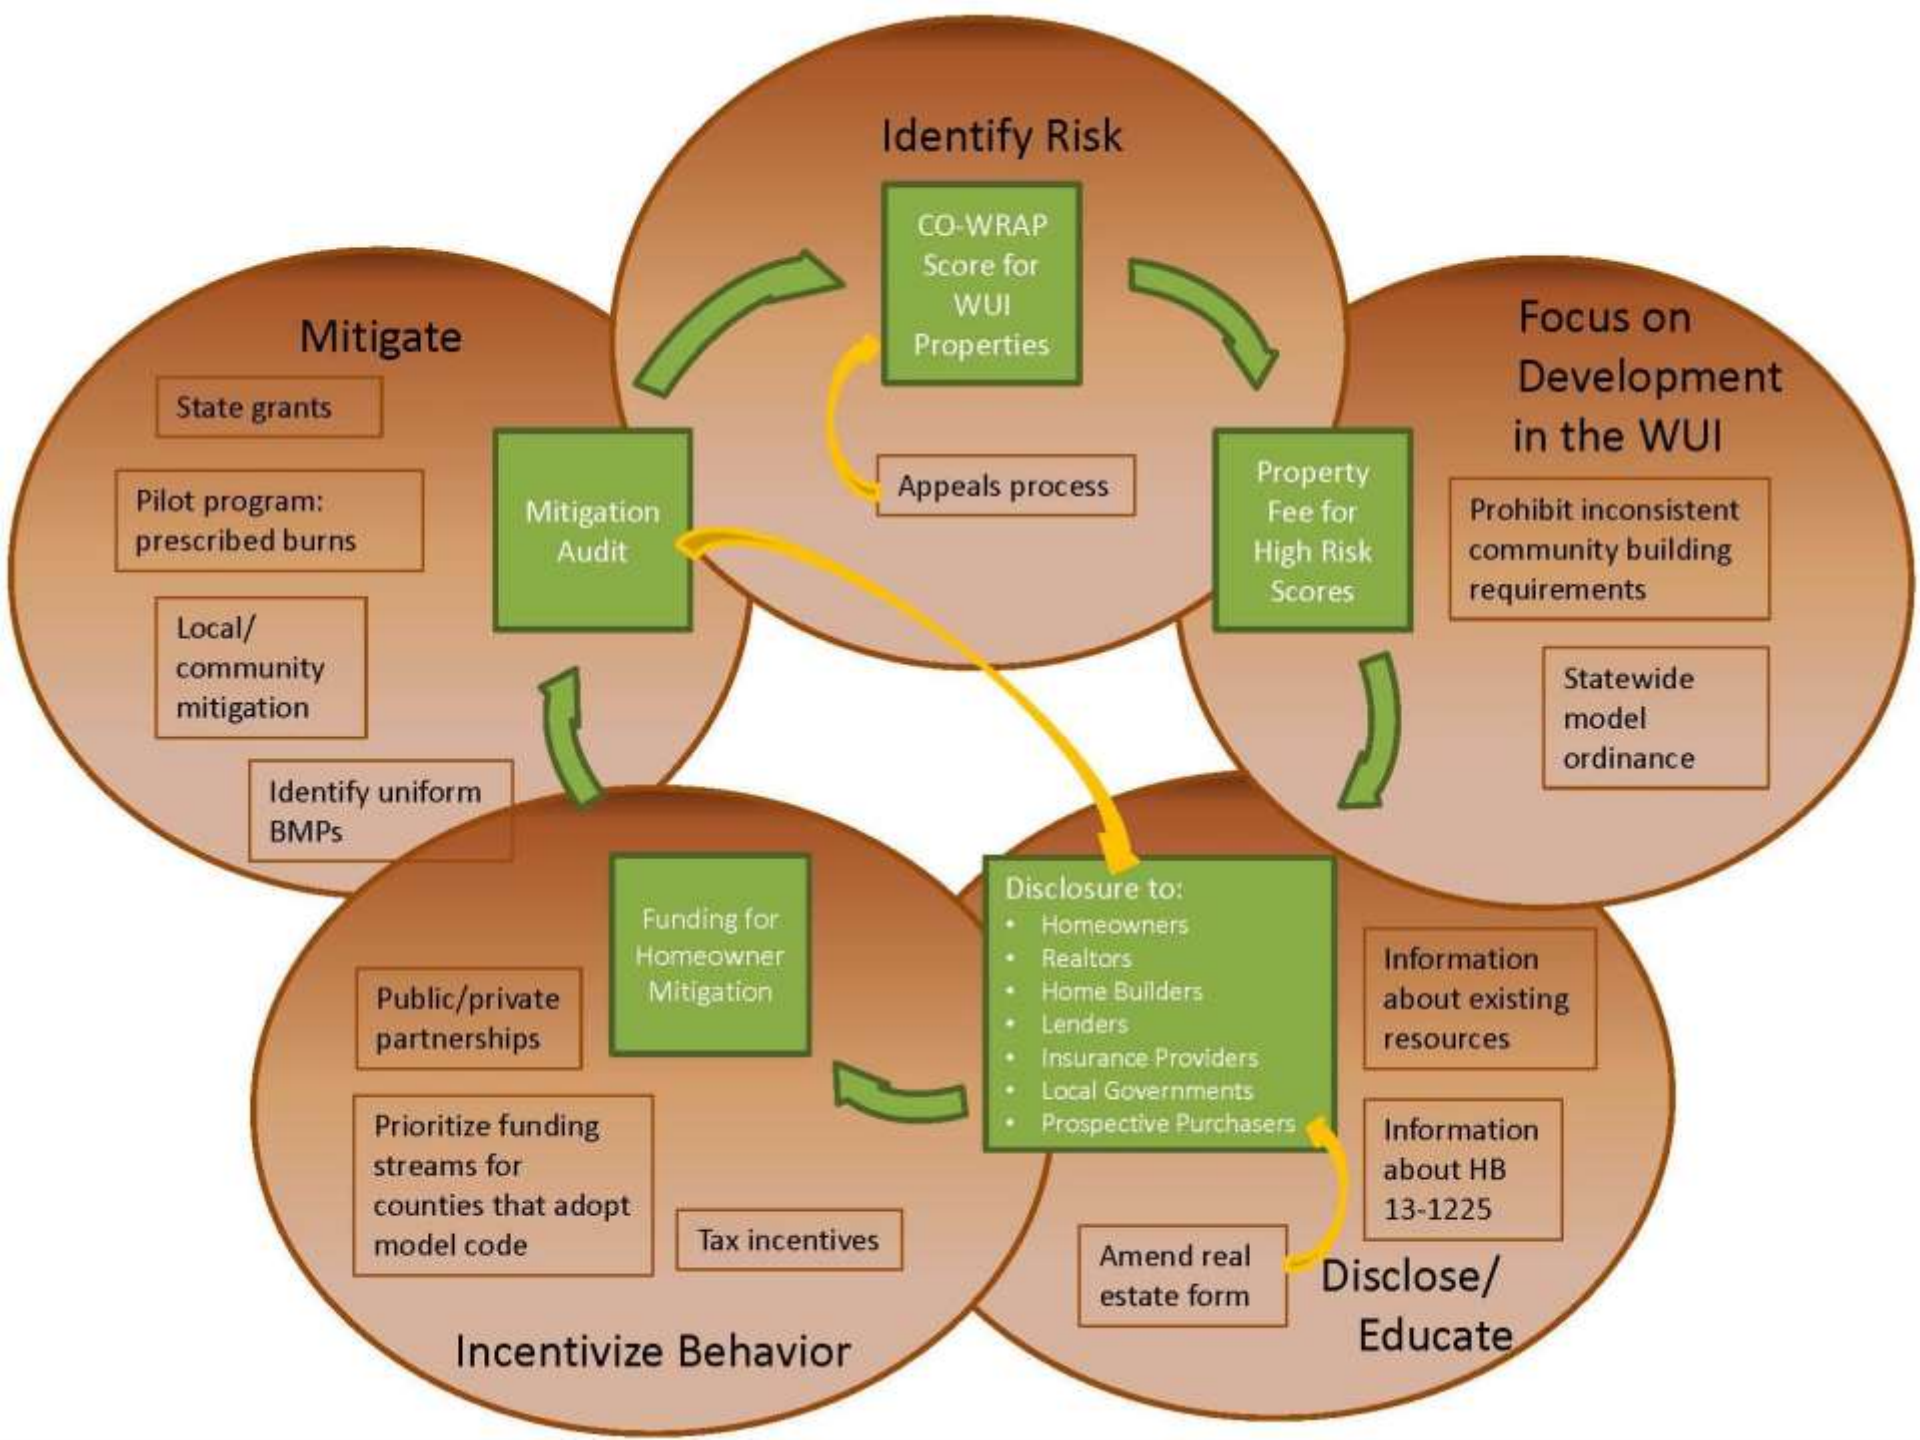 Identify Risk
CO-WRAP
Score for
WUI
Properties
Appeals process
Focus on
Development
in the WUI
Property
Fee for
High Risk
Scores
Prohibit inconsistent
community building
requirements
Statewide
model
ordinance
Disclosure to:
• Homeowners
• Realtors
• Home Builders
• Lenders
• Insurance Providers
• Local Governments
• Prospective Purchasers
Information
about existing
resources
Information
about HB
13-1225
Amend real
estate form
Disclose/
Educate
Funding for
Homeowner
Mitigation
Public/private
partnerships
Prioritize funding
streams for
counties that adopt
model code
Tax incentives
Incentivize Behavior
Mitigate
State grants
Pilot program:
prescribed burns
Local/
community
mitigation
Identify uniform
BMPs
Mitigation
Audit